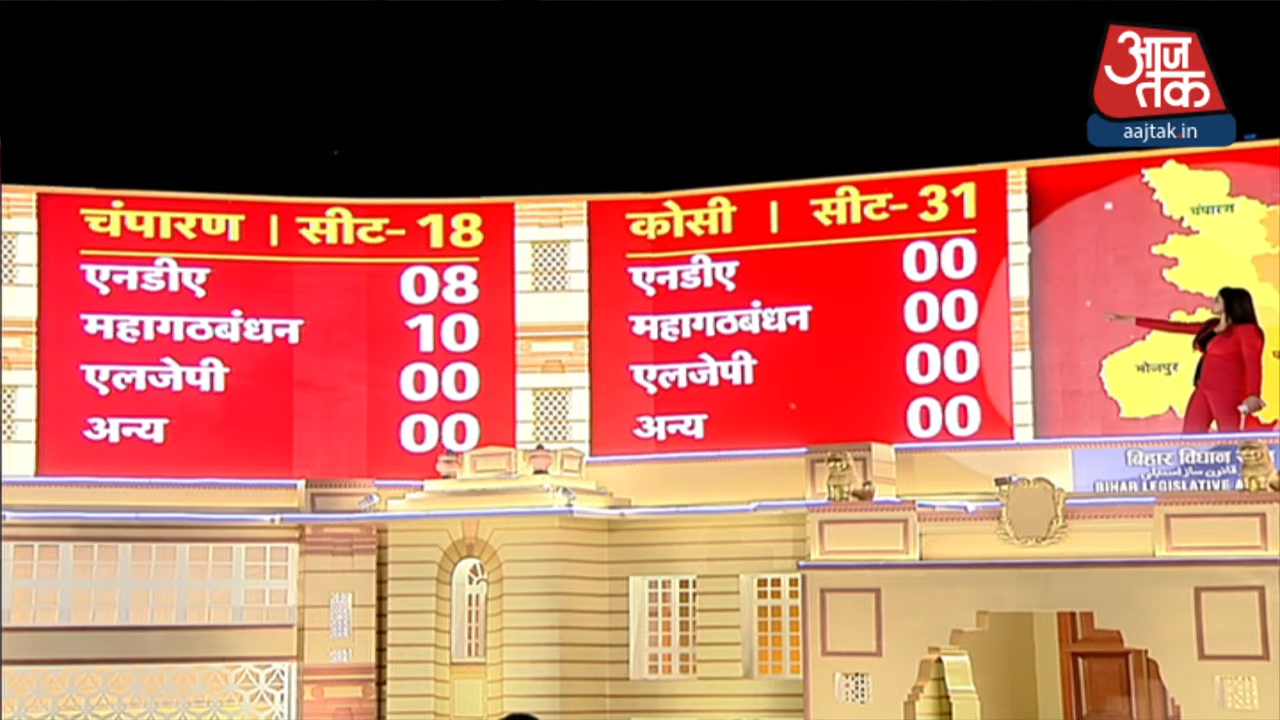 आज
तक
aajtak.in
चंपारण | सीट- 18
एनडीए 08
महागठबंधन 10
एलजेपी 00
अन्य 00
कोसी | सीट- 31
एनडीए 00
महागठबंधन 00
एलजेपी 00
अन्य 00
चंपारण
भोजपुर
बिहार विधान
BIHAR LEGISLATIVE A